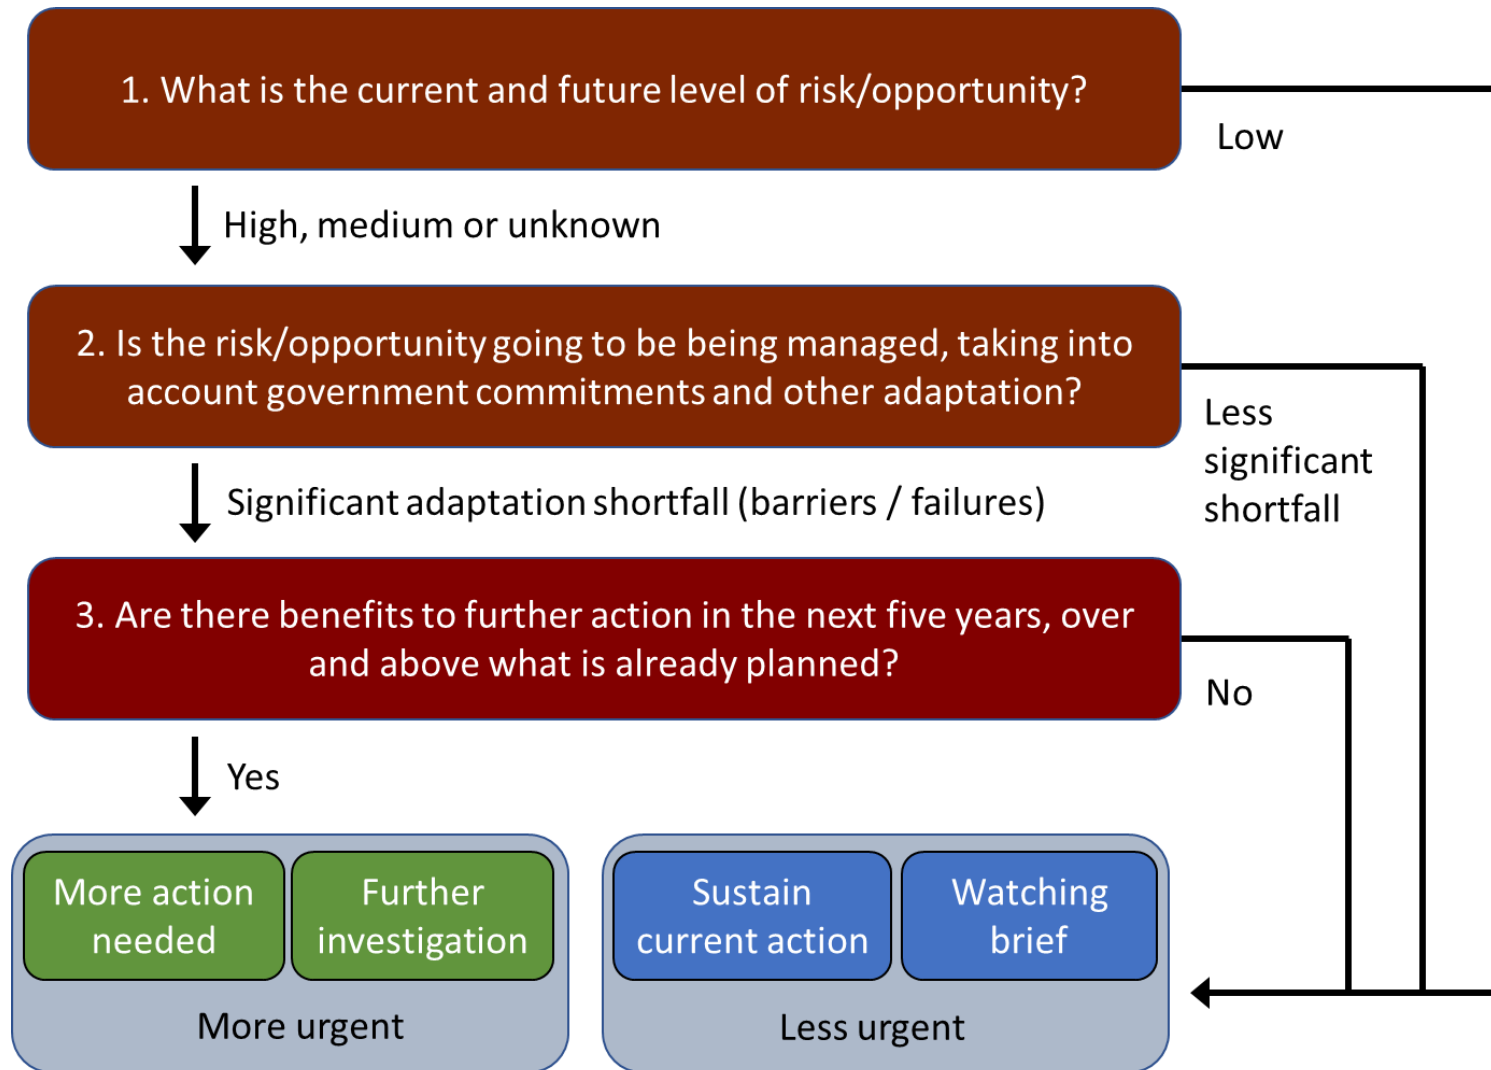 1. What is the current and future level of risk/opportunity?
Low
High, medium or unknown
2. Is the risk/opportunity going to be being managed, taking into
account government commitments and other adaptation?
Less
significant
shortfall
Significant adaptation shortfall (barriers / failures)
3. Are there benefits to further action in the next five years, over
and above what is already planned?
No
Yes
More action
needed
Further
investigation
Sustain
current action
Watching
brief
More urgent
Less urgent